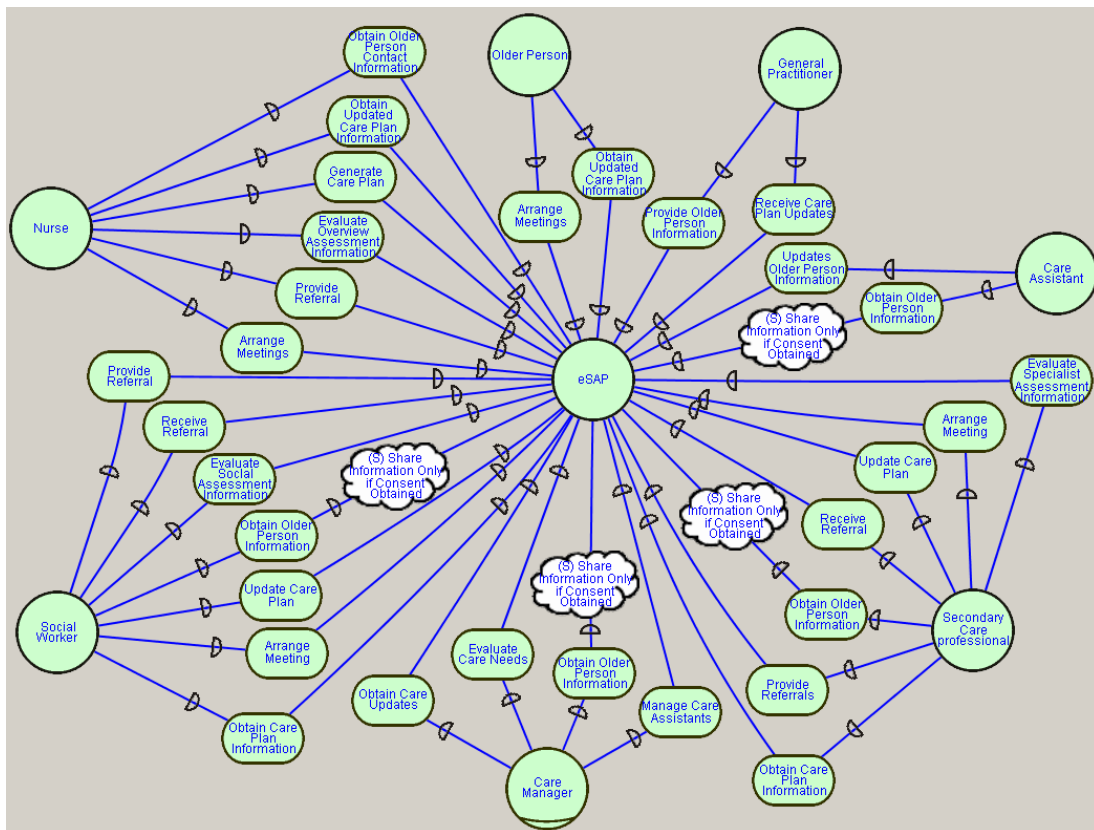 Obtain Older
Person
Contact
Information
Older Person
General
Practitioner
Obtain
Updated
Care Plan
Information
Generate
Care Plan
Obtain
Updated
Care Plan
Information
Arrange
Meetings
Provide Older
Person
Information
Receive Care
Plan Updates
Nurse
Evaluate
Overview
Assessment
Information
Updates
Older Person
Information
Care
Assistant
Provide
Referral
Obtain Older
Person
Information
(S) Share
Information Only
if Consent
Obtained
Arrange
Meetings
Provide
Referral
eSAP
Evaluate
Specialist
Assessment
Information
Receive
Referral
Arrange
Meeting
Evaluate
Social
Assessment
Information
(S) Share
Information Only
if Consent
Obtained
Update Care
Plan
(S) Share
Information Only
if Consent
Obtained
Obtain Older
Person
Information
Receive
Referral
(S) Share
Information Only
if Consent
Obtained
Update Care
Plan
Obtain Older
Person
Information
Social
Worker
Secondary
Care
professional
Arrange
Meeting
Evaluate
Care Needs
Obtain Older
Person
Information
Obtain Care
Updates
Manage Care
Assistants
Provide
Referrals
Obtain Care
Plan
Information
Care
Manager
Obtain Care
Plan
Information